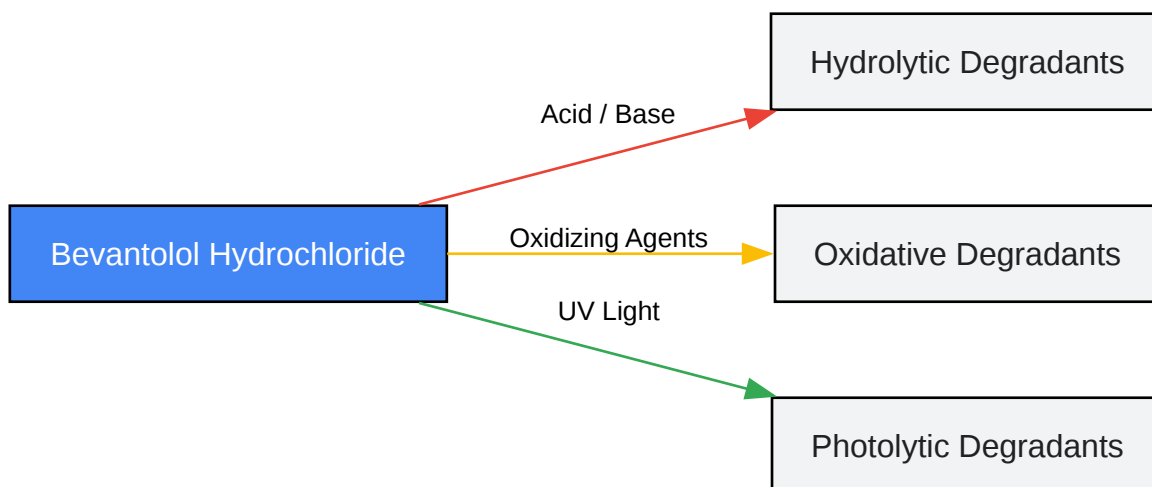 Hydrolytic Degradants
Acid / Base
Bevantolol Hydrochloride
Oxidizing Agents
Oxidative Degradants
UV Light
Photolytic Degradants